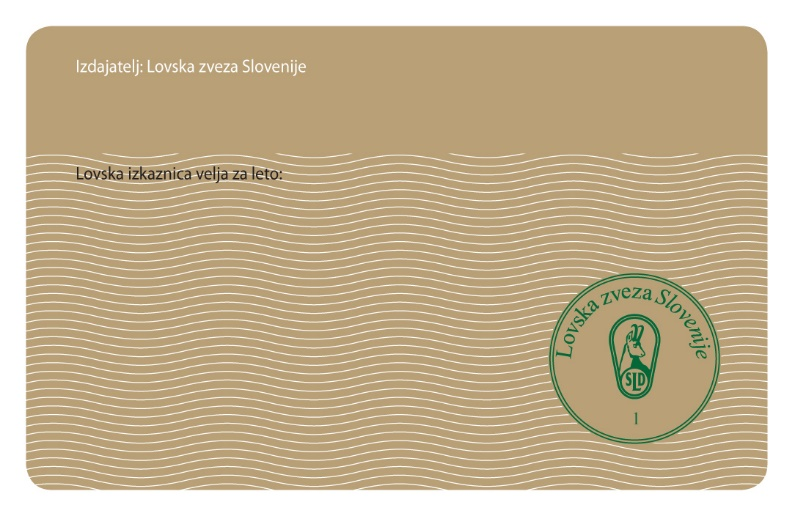 Izdajatelj: Lovska zveza Slovenije
Lovska izkaznica velja za leto:
Lovska zveza Slovenije
SLD
1